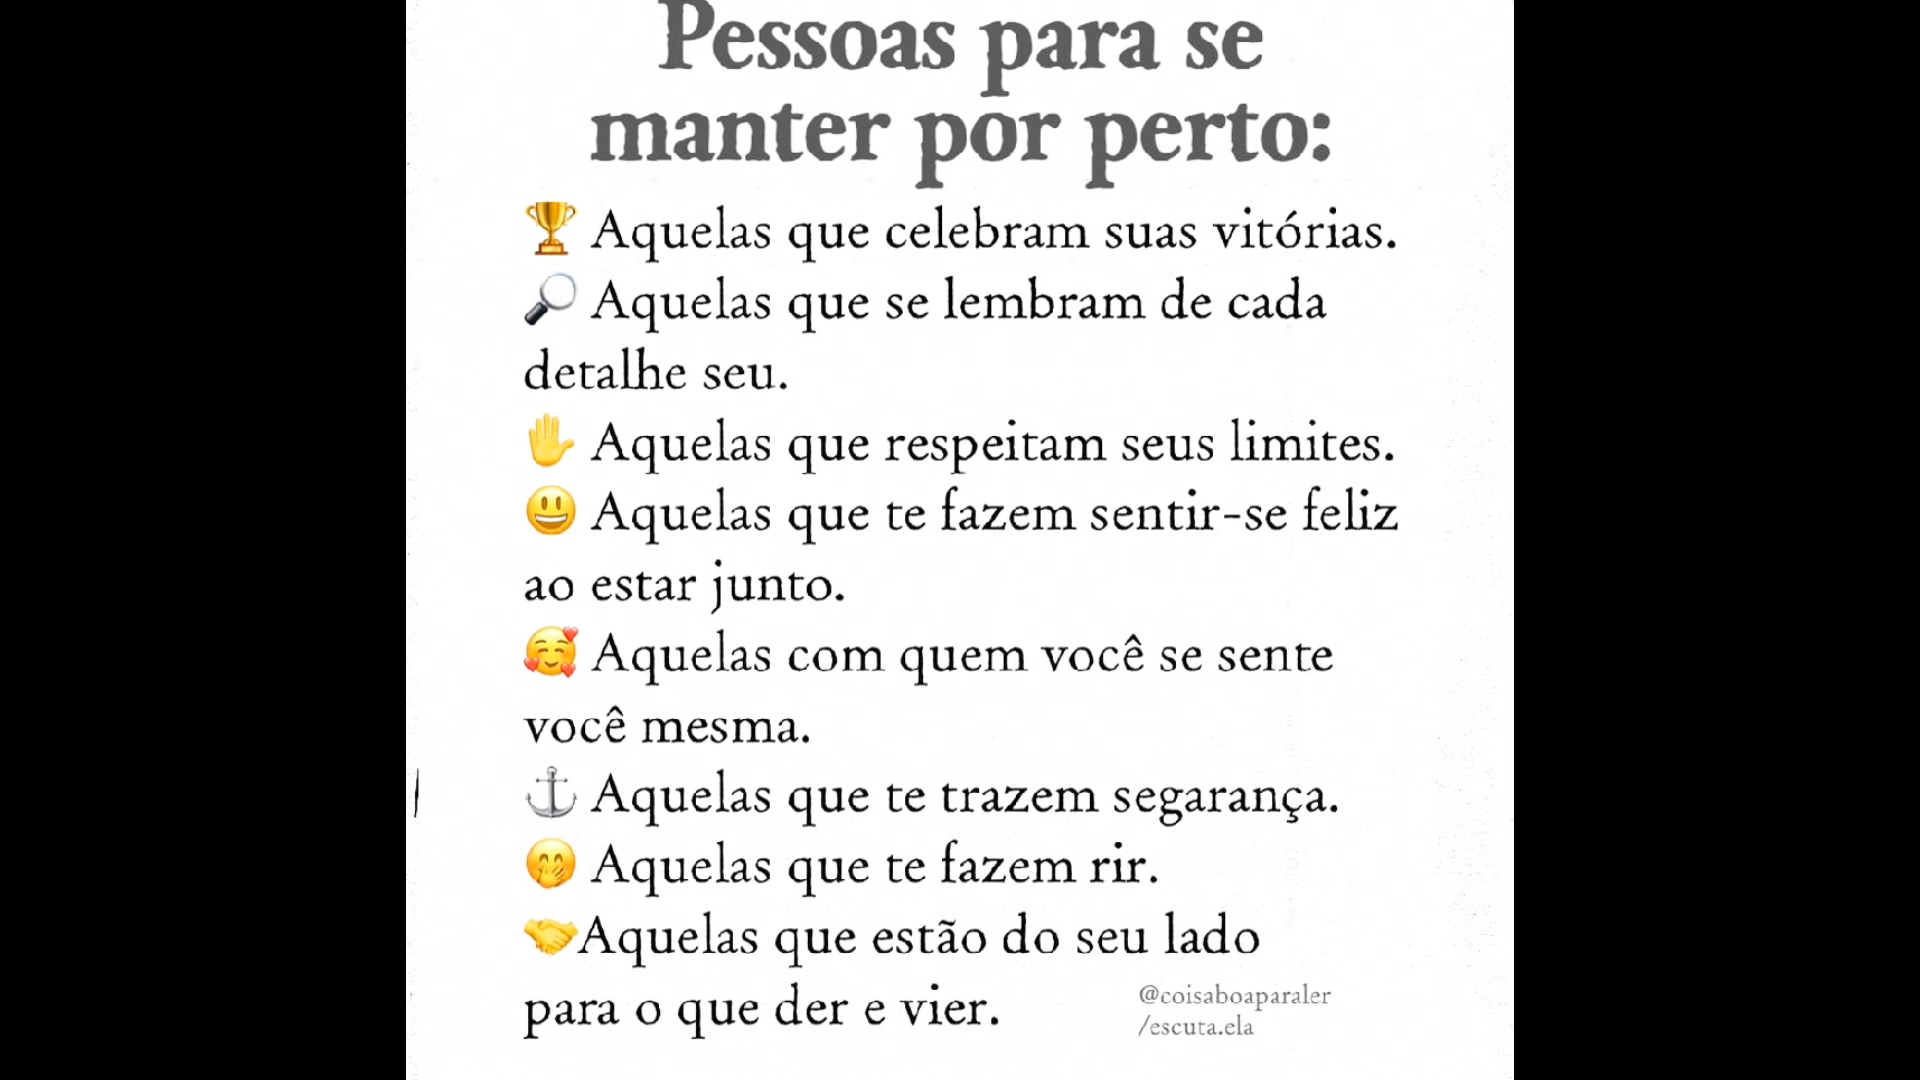 Pessoas para se
manter por perto:
🏆 Aquelas que celebram suas vitórias.
🔎 Aquelas que se lembram de cada
detalhe seu.
✋ Aquelas que respeitam seus limites.
😃 Aquelas que te fazem sentir-se feliz
ao estar junto.
🥰 Aquelas com quem você se sente
você mesma.
⚓ Aquelas que te trazem segarança.
🤭 Aquelas que te fazem rir.
🤝Aquelas que estão do seu lado
para o que der e vier.
@coisaboaparaler
/escuta.ela